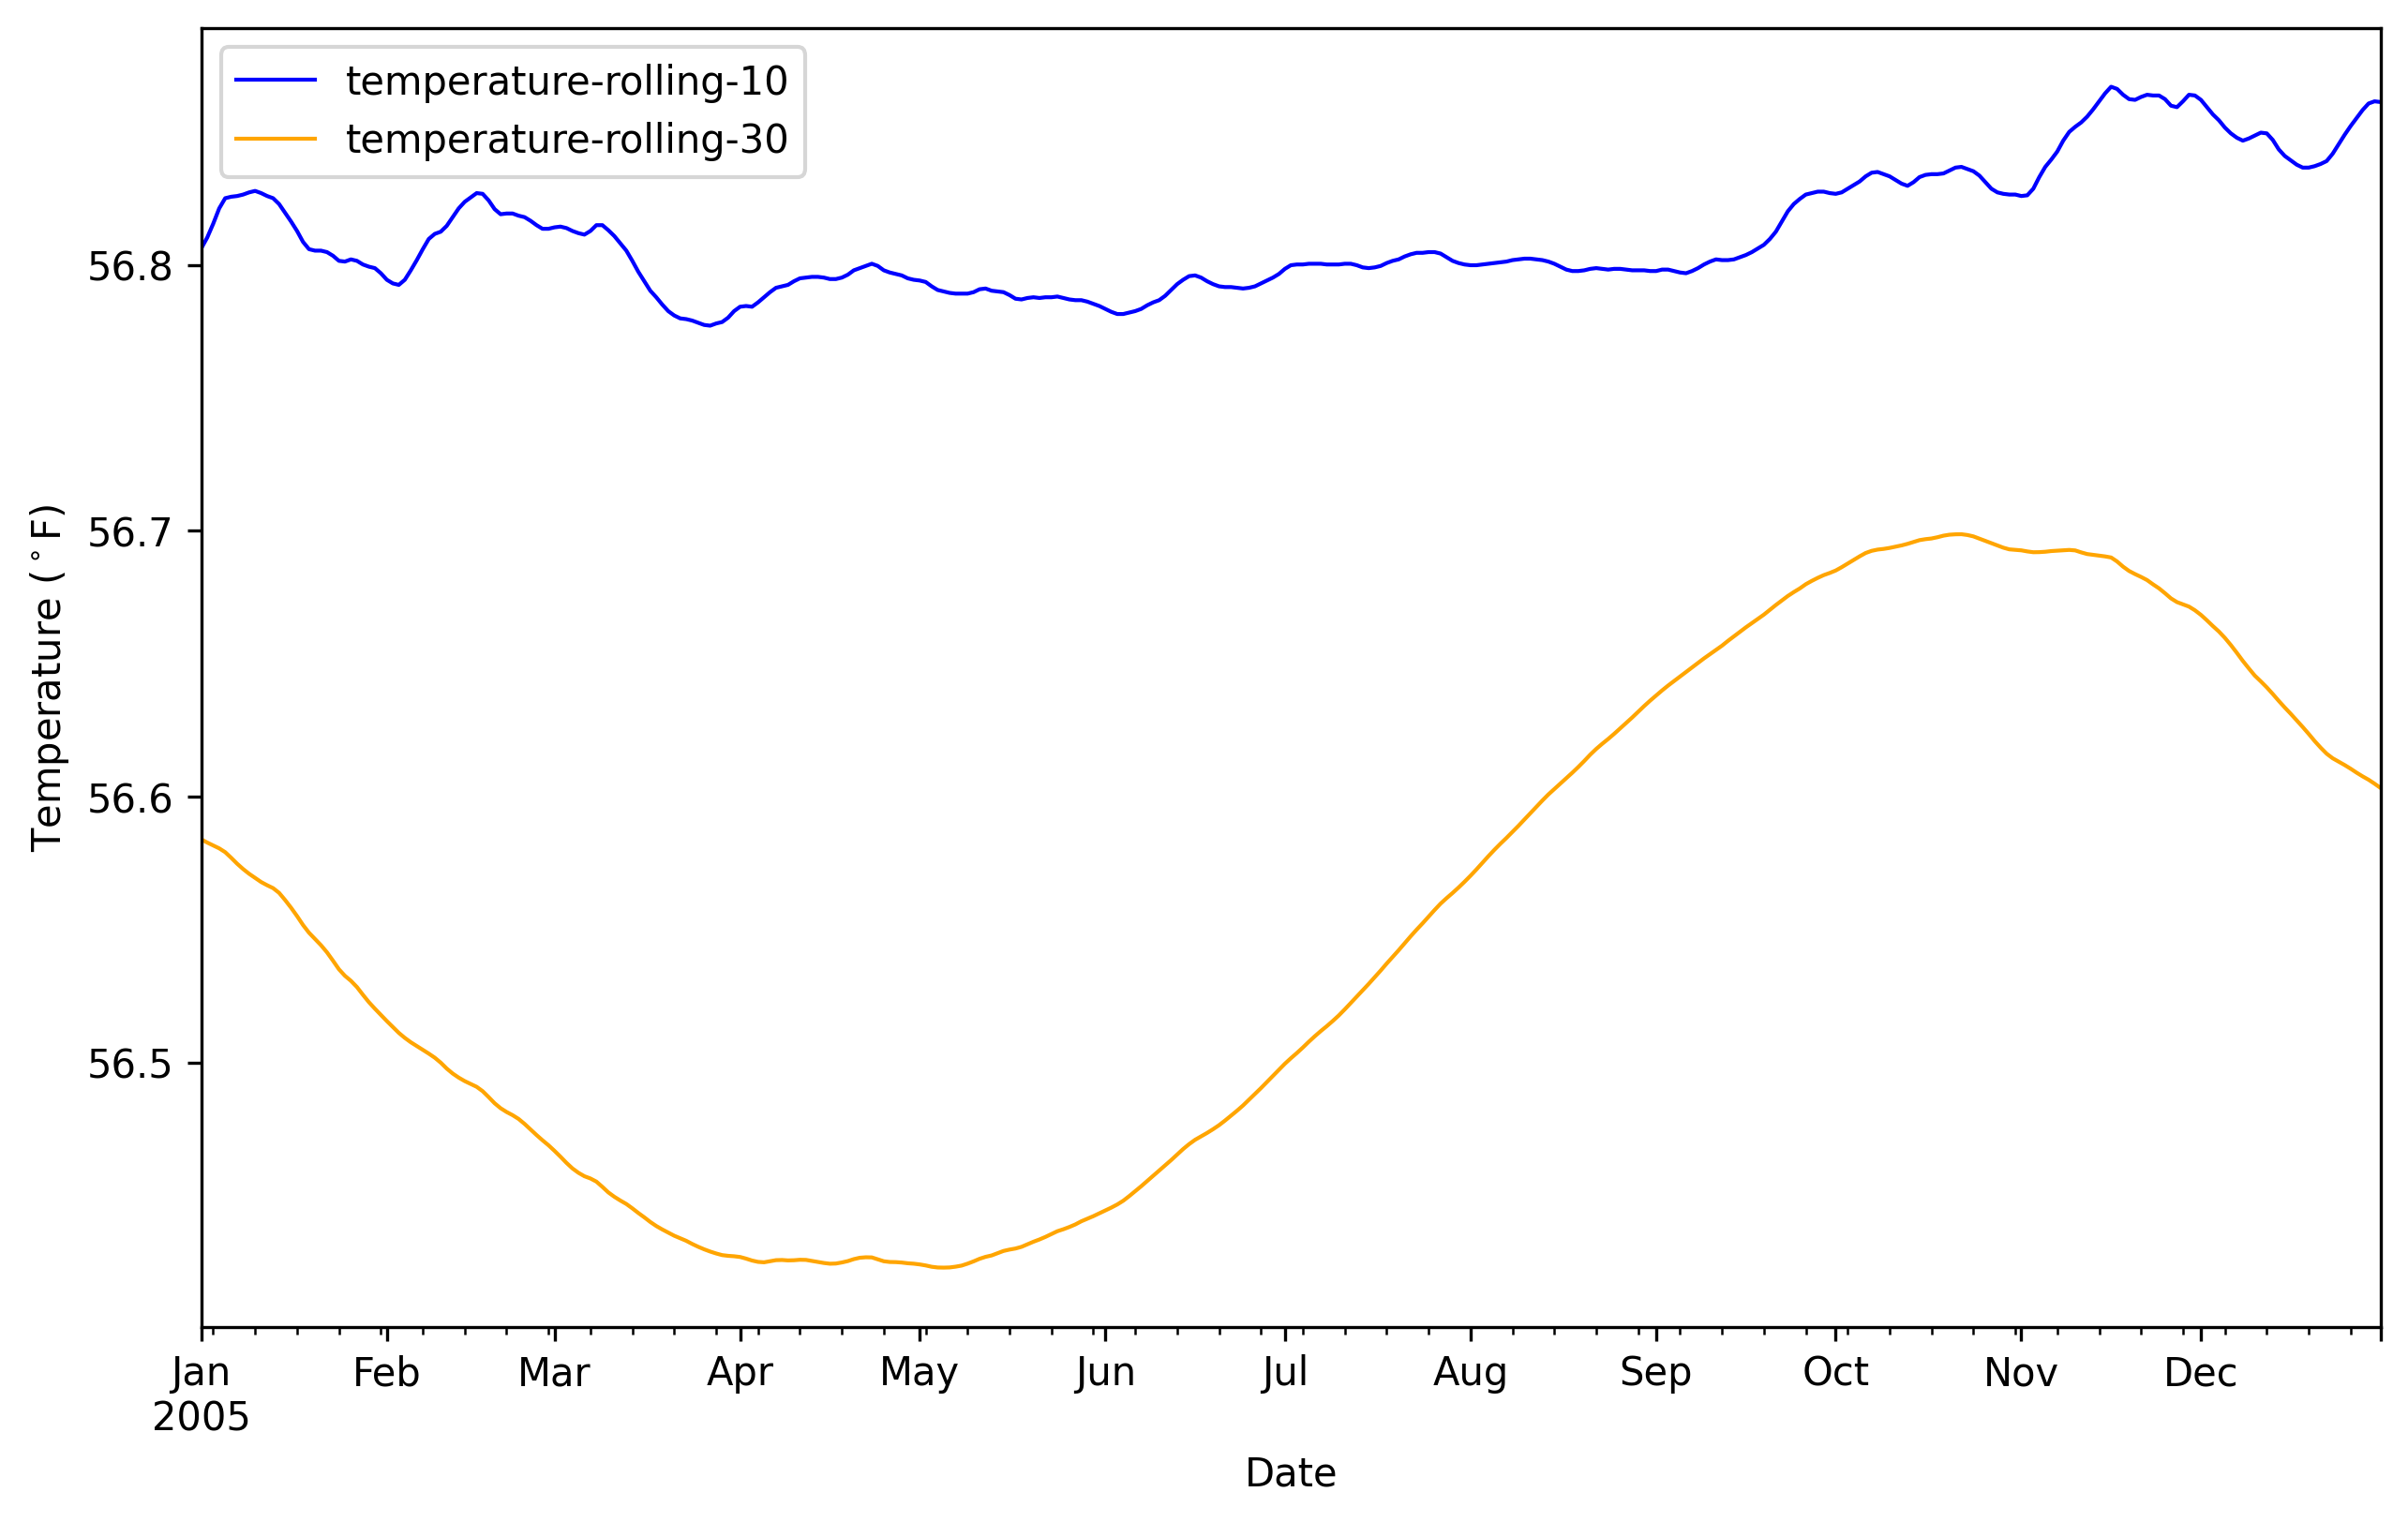 temperature-rolling-10
temperature-rolling-30
Temperature (°F)
56.8
56.7
56.6
56.5
Jan Feb Mar Apr May Jun Jul Aug Sep Oct Nov Dec
2005
Date